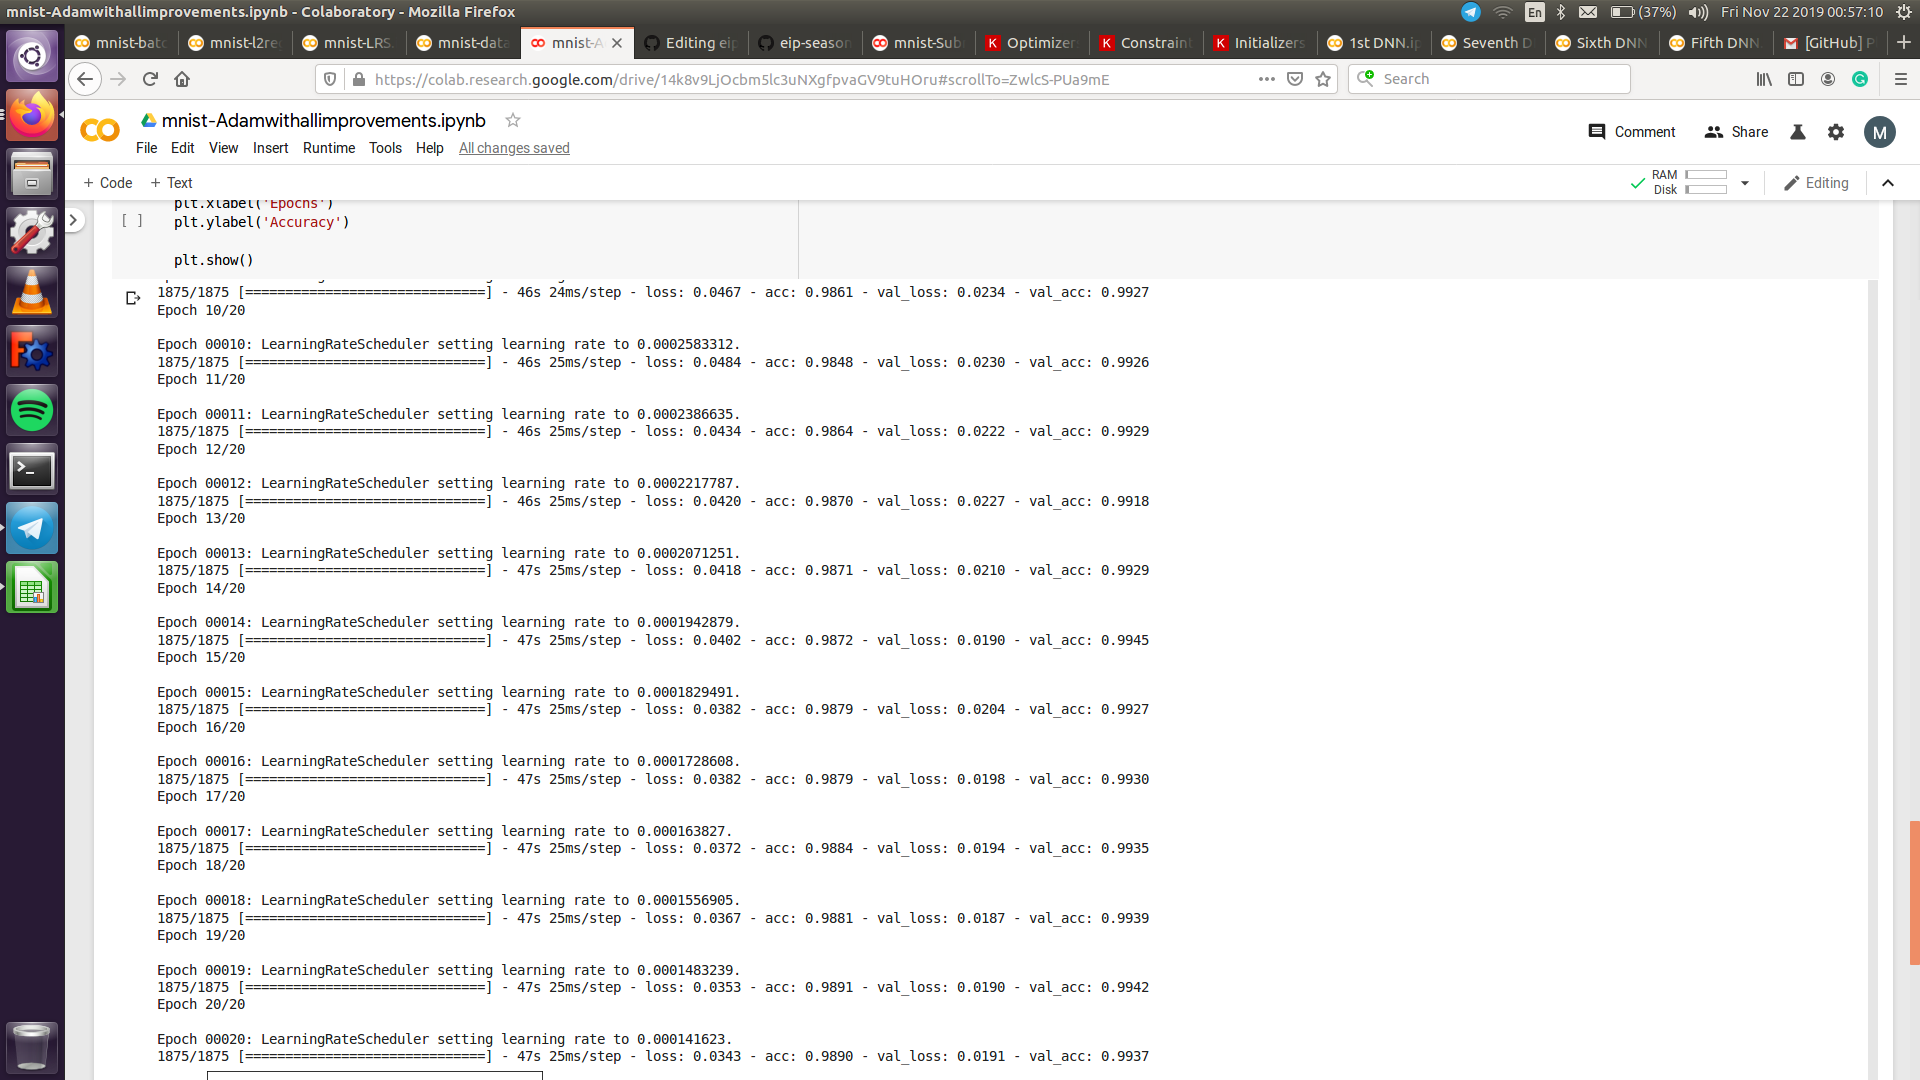 mnist-Adamwithallimprovements.ipynb - Colaboratory - Mozilla Firefox
En
(37%)
Fri Nov 22 2019 00:57:10
mnist-batc
mnist-l2re
mnist-LRS.
mnist-data
mnist-A
Editing eip
eip-season
mnist-Sub
Optimizer
Constraint
Initializers
1st DNN.ip
Seventh D
Sixth DNN
Fifth DNN.
[GitHub] P
https://colab.research.google.com/drive/14k8v9LjOcbm5lc3uNXgfpvaGV9tuHOru#scrollTo=ZwlcS-PUa9mE
Search
mnist-Adamwithallimprovements.ipynb
File Edit View Insert Runtime Tools Help All changes saved
Comment
Share
M
+ Code + Text
RAM
Disk
Editing
plt.xlabel('Epochs')
[ ] plt.ylabel('Accuracy')
plt.show()
1875/1875 [==============================] - 46s 24ms/step - loss: 0.0467 - acc: 0.9861 - val_loss: 0.0234 - val_acc: 0.9927
Epoch 10/20
Epoch 00010: LearningRateScheduler setting learning rate to 0.0002583312.
1875/1875 [==============================] - 46s 25ms/step - loss: 0.0484 - acc: 0.9848 - val_loss: 0.0230 - val_acc: 0.9926
Epoch 11/20
Epoch 00011: LearningRateScheduler setting learning rate to 0.0002386635.
1875/1875 [==============================] - 46s 25ms/step - loss: 0.0434 - acc: 0.9864 - val_loss: 0.0222 - val_acc: 0.9929
Epoch 12/20
Epoch 00012: LearningRateScheduler setting learning rate to 0.0002217787.
1875/1875 [==============================] - 46s 25ms/step - loss: 0.0420 - acc: 0.9870 - val_loss: 0.0227 - val_acc: 0.9918
Epoch 13/20
Epoch 00013: LearningRateScheduler setting learning rate to 0.0002071251.
1875/1875 [==============================] - 47s 25ms/step - loss: 0.0418 - acc: 0.9871 - val_loss: 0.0210 - val_acc: 0.9929
Epoch 14/20
Epoch 00014: LearningRateScheduler setting learning rate to 0.0001942879.
1875/1875 [==============================] - 47s 25ms/step - loss: 0.0402 - acc: 0.9872 - val_loss: 0.0190 - val_acc: 0.9945
Epoch 15/20
Epoch 00015: LearningRateScheduler setting learning rate to 0.0001829491.
1875/1875 [==============================] - 47s 25ms/step - loss: 0.0382 - acc: 0.9879 - val_loss: 0.0204 - val_acc: 0.9927
Epoch 16/20
Epoch 00016: LearningRateScheduler setting learning rate to 0.0001728608.
1875/1875 [==============================] - 47s 25ms/step - loss: 0.0382 - acc: 0.9879 - val_loss: 0.0198 - val_acc: 0.9930
Epoch 17/20
Epoch 00017: LearningRateScheduler setting learning rate to 0.000163827.
1875/1875 [==============================] - 47s 25ms/step - loss: 0.0372 - acc: 0.9884 - val_loss: 0.0194 - val_acc: 0.9935
Epoch 18/20
Epoch 00018: LearningRateScheduler setting learning rate to 0.0001556905.
1875/1875 [==============================] - 47s 25ms/step - loss: 0.0367 - acc: 0.9881 - val_loss: 0.0187 - val_acc: 0.9939
Epoch 19/20
Epoch 00019: LearningRateScheduler setting learning rate to 0.0001483239.
1875/1875 [==============================] - 47s 25ms/step - loss: 0.0353 - acc: 0.9891 - val_loss: 0.0190 - val_acc: 0.9942
Epoch 20/20
Epoch 00020: LearningRateScheduler setting learning rate to 0.000141623.
1875/1875 [==============================] - 47s 25ms/step - loss: 0.0343 - acc: 0.9890 - val_loss: 0.0191 - val_acc: 0.9937